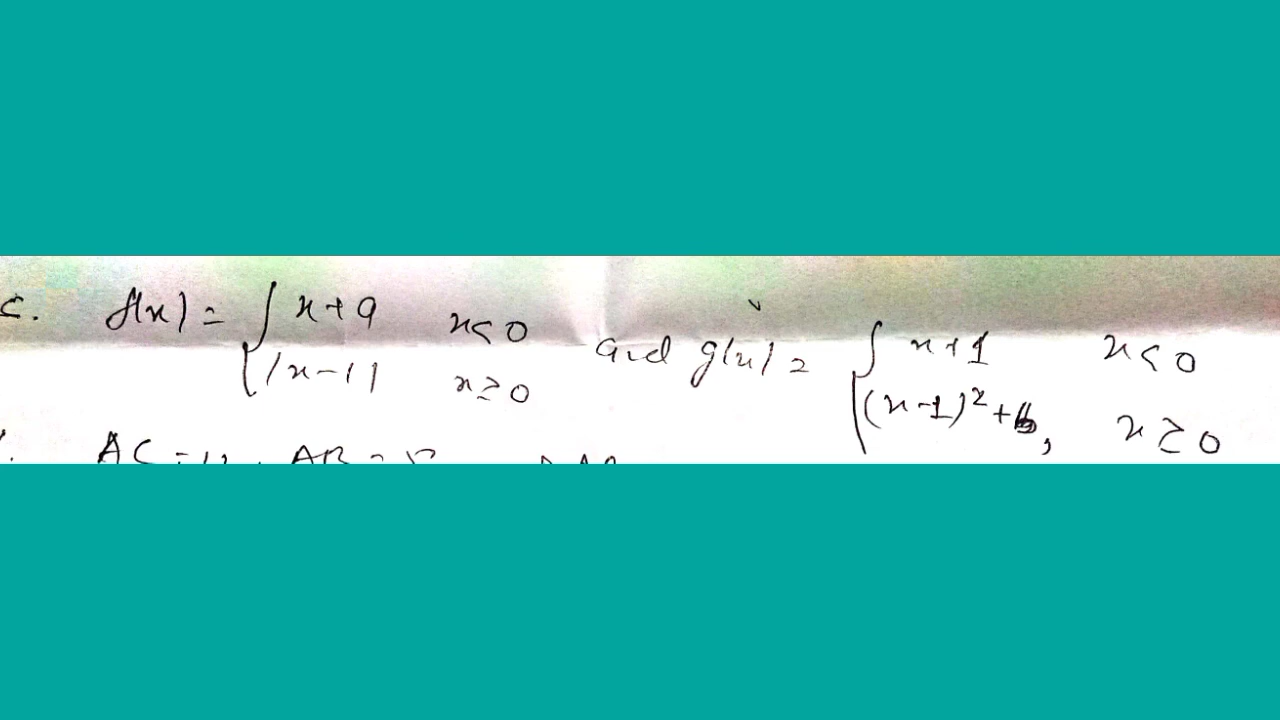 c. f(x) = { x+a x<0 and g(x) = { x+1 x<0
|x-1| x≥0 (x-1)²+b, x≥0